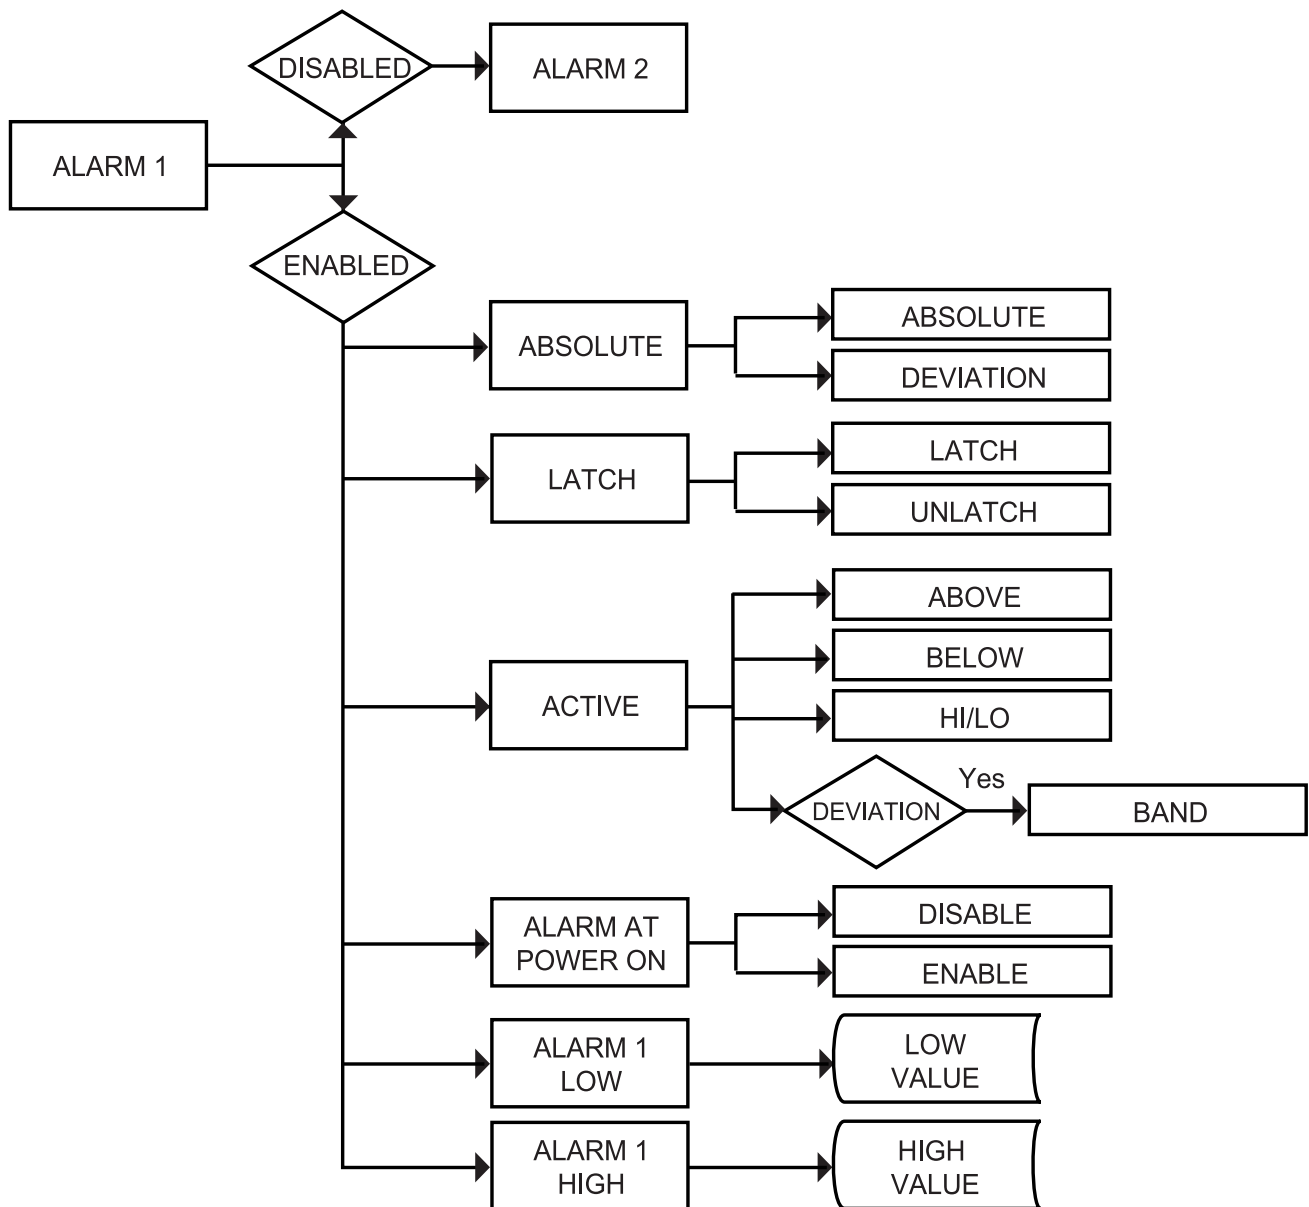 DISABLED
ALARM 2
ALARM 1
ENABLED
ABSOLUTE
ABSOLUTE
DEVIATION
LATCH
LATCH
UNLATCH
ACTIVE
ABOVE
BELOW
HI/LO
DEVIATION
Yes
BAND
ALARM AT
POWER ON
DISABLE
ENABLE
ALARM 1
LOW
LOW
VALUE
ALARM 1
HIGH
HIGH
VALUE